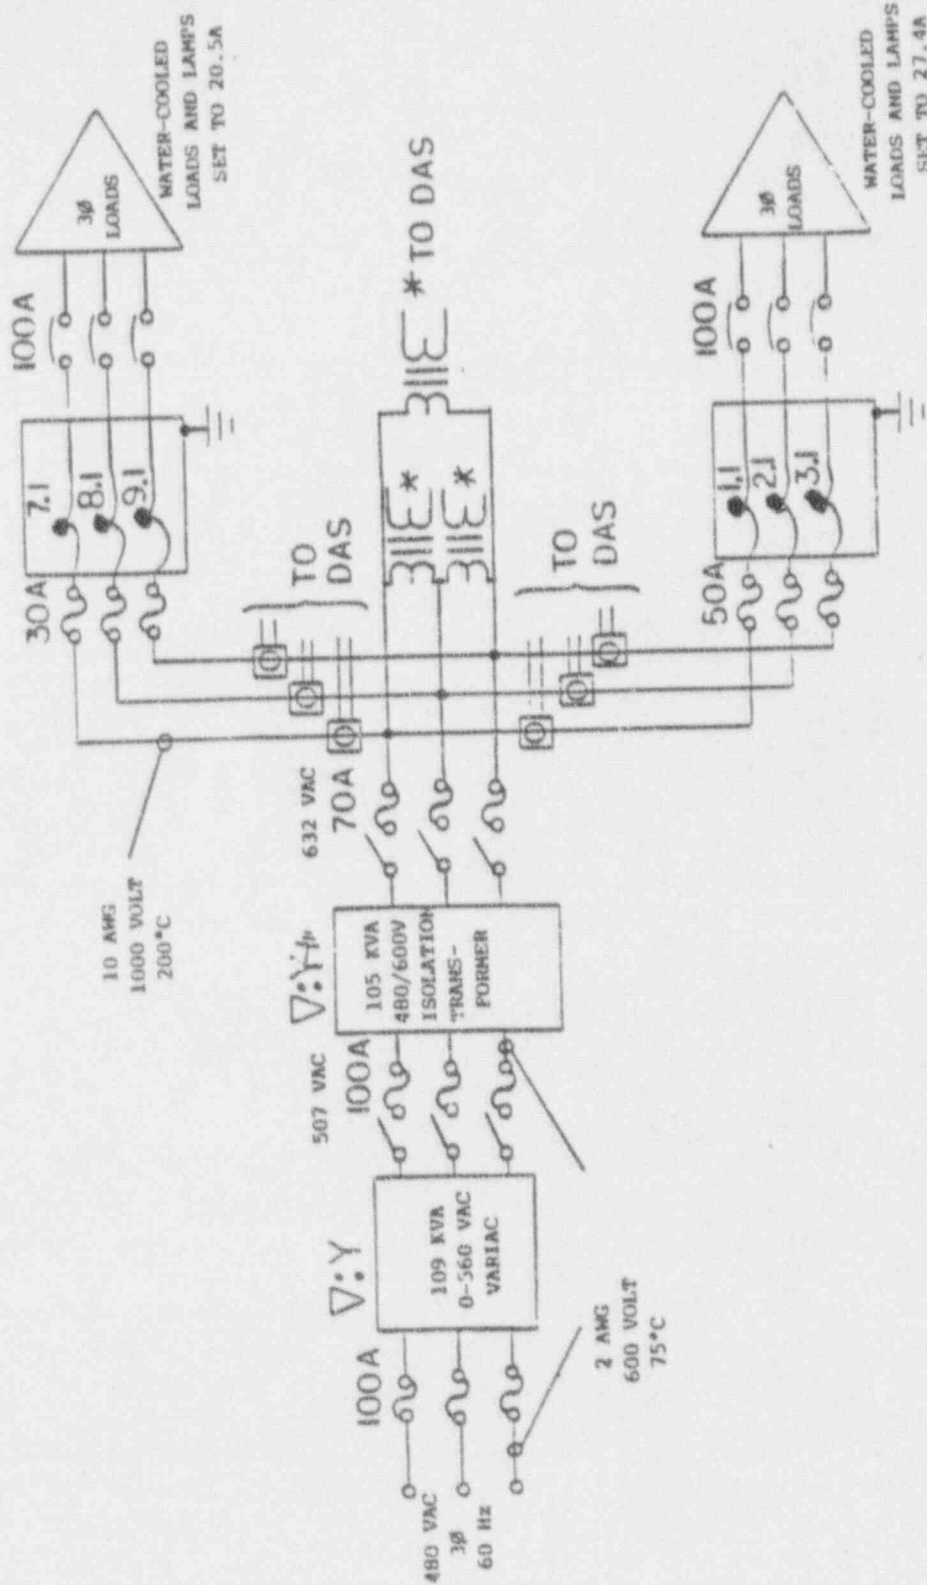 480 VAC
3Ø
60 Hz
100A
2 AWG
600 VOLT
75°C
∇:Y
109 KVA
0-560 VAC
VARIAC
507 VAC
100A
∇:Y
105 KVA
480/600V
ISOLATION
TRANS-
FORMER
632 VAC
70A
10 AWG
1000 VOLT
200°C
30A
7.1
8.1
9.1
100A
3Ø
LOADS
WATER-COOLED
LOADS AND LAMPS
SET TO 20.5A
TO
DAS
*
*
* TO DAS
TO
DAS
50A
1.1
2.1
3.1
100A
3Ø
LOADS
WATER-COOLED
LOADS AND LAMPS
SET TO 27.4A